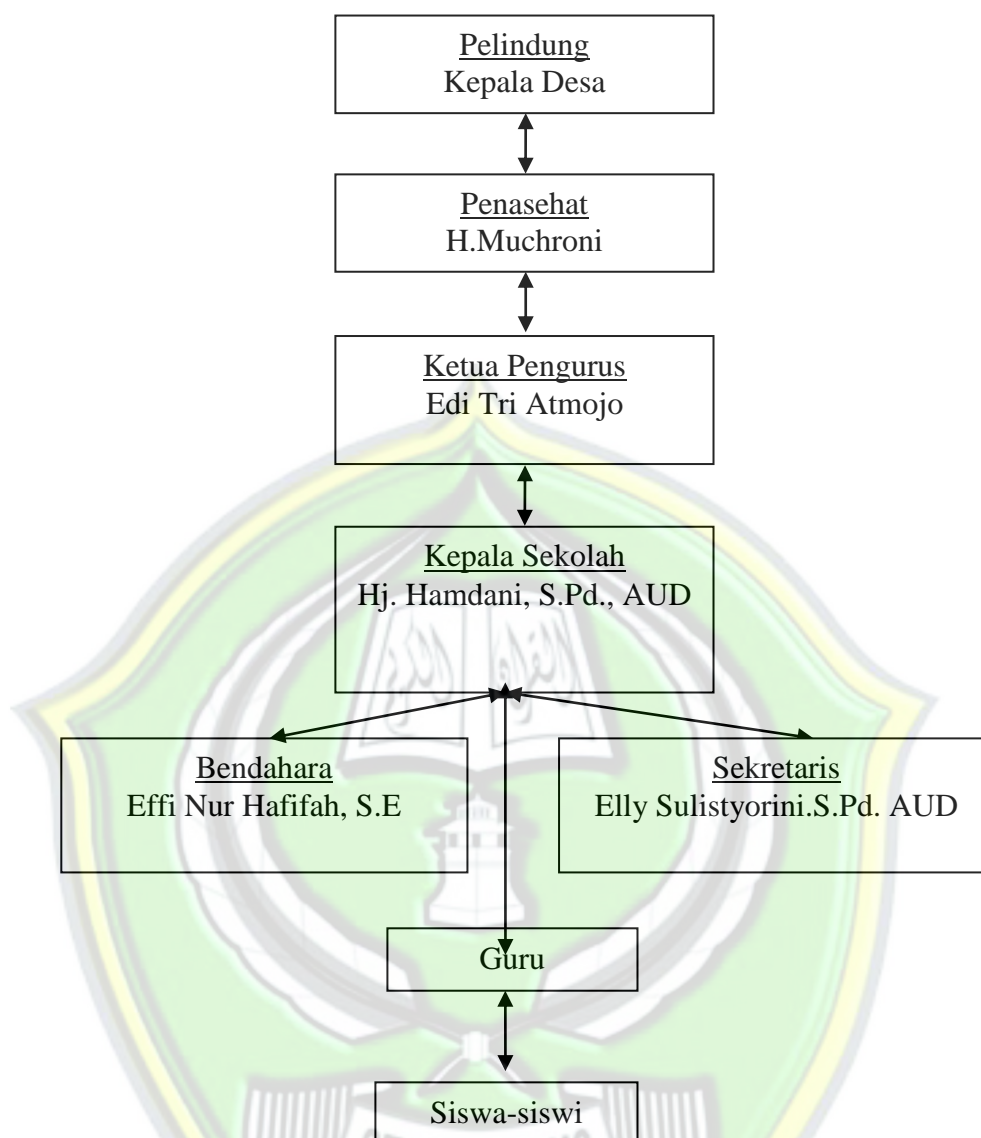 Pelindung
Kepala Desa
Penasehat
H.Muchroni
Ketua Pengurus
Edi Tri Atmojo
Kepala Sekolah
Hj. Hamdani, S.Pd., AUD
Bendahara
Effi Nur Hafifah, S.E
Sekretaris
Elly Sulistyorini.S.Pd. AUD
Guru
Siswa-siswi